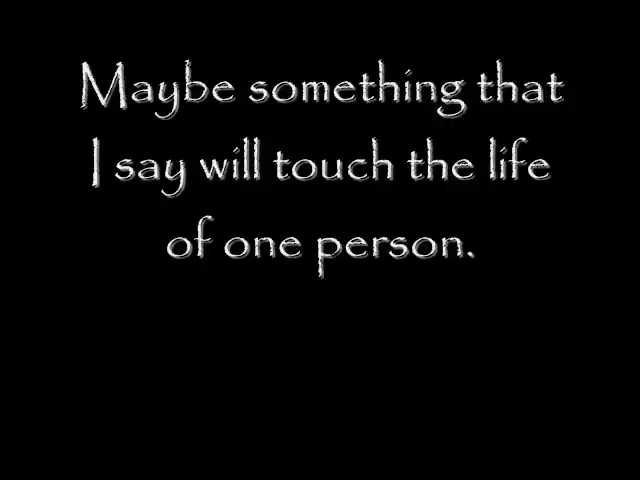 Maybe something that
I say will touch the life
of one person.